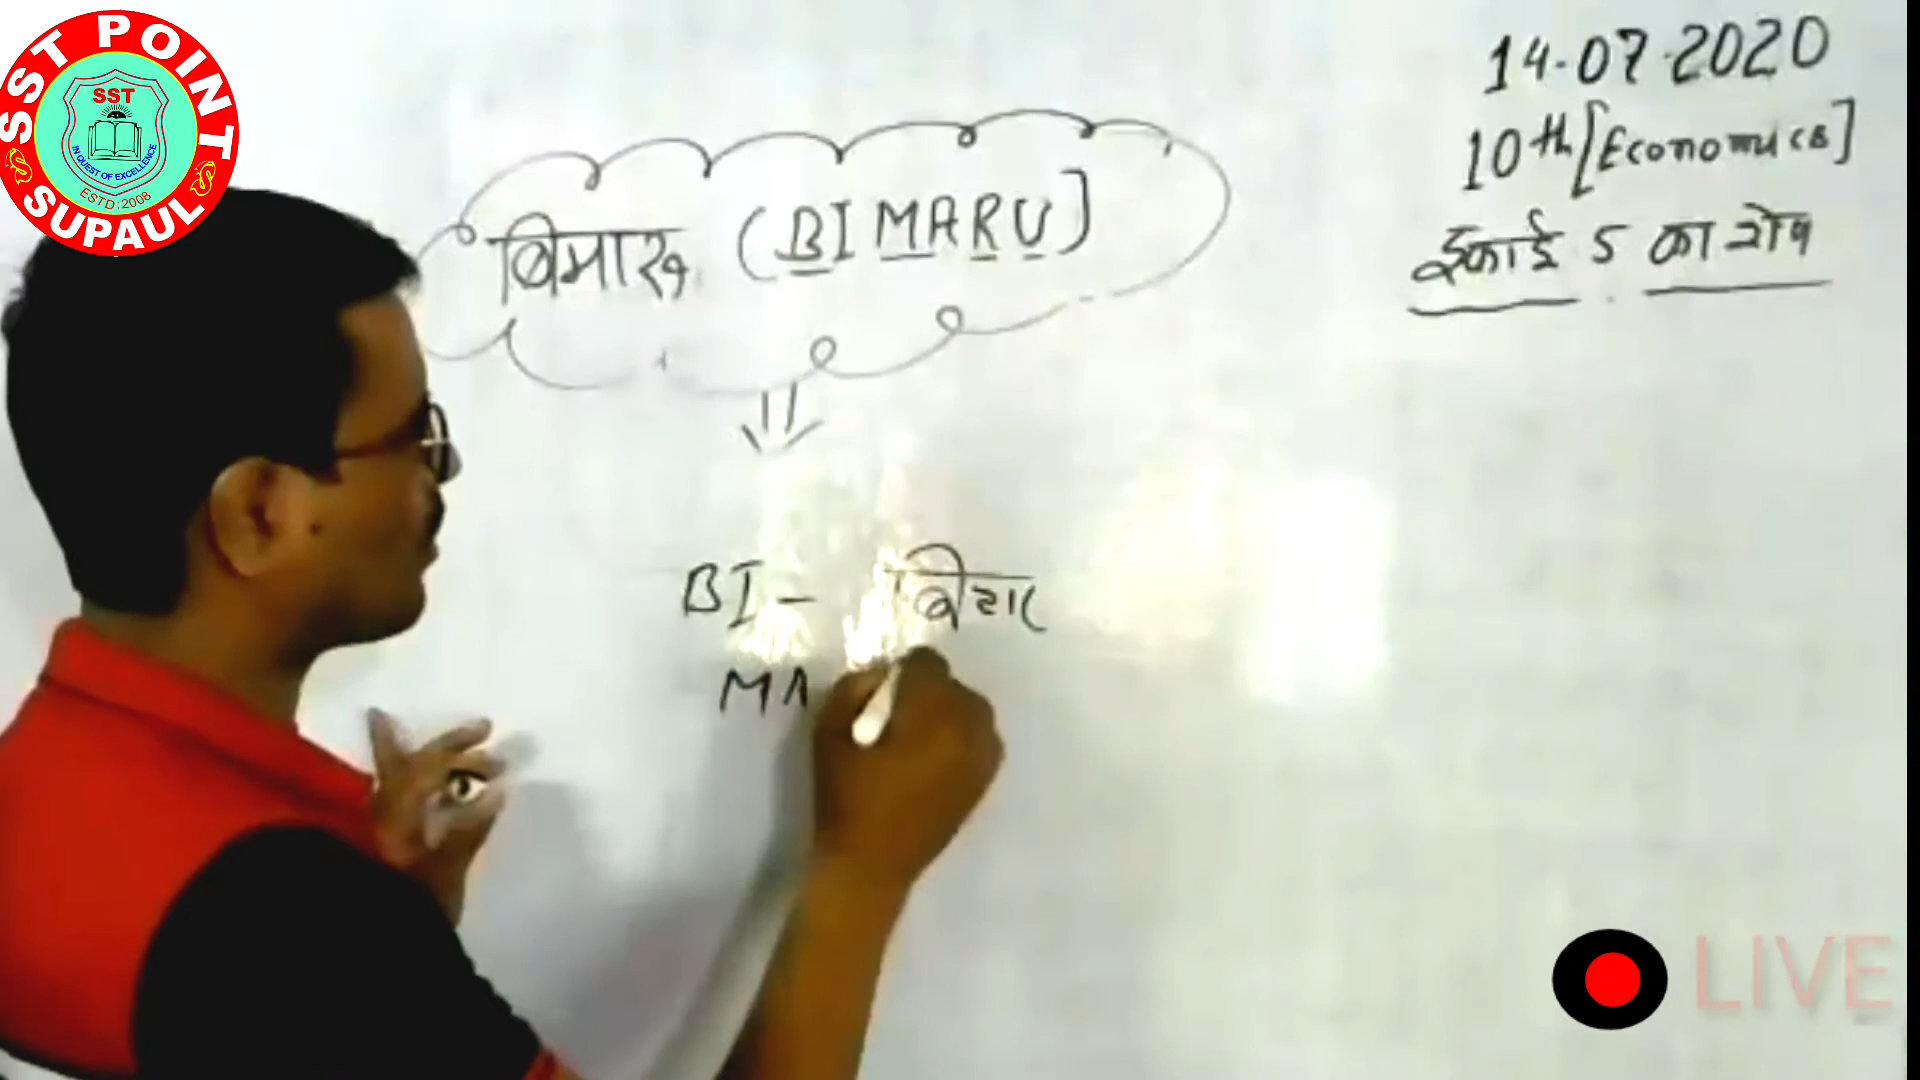 SST POINT
SST
IN QUEST OF EXCELLENCE
ESTD:2008
SUPAUL
14-07-2020
10th [Economics]
इकाई 5 का शेष
बिमारू (BIMARU]
BI - बिहार
MA
LIVE